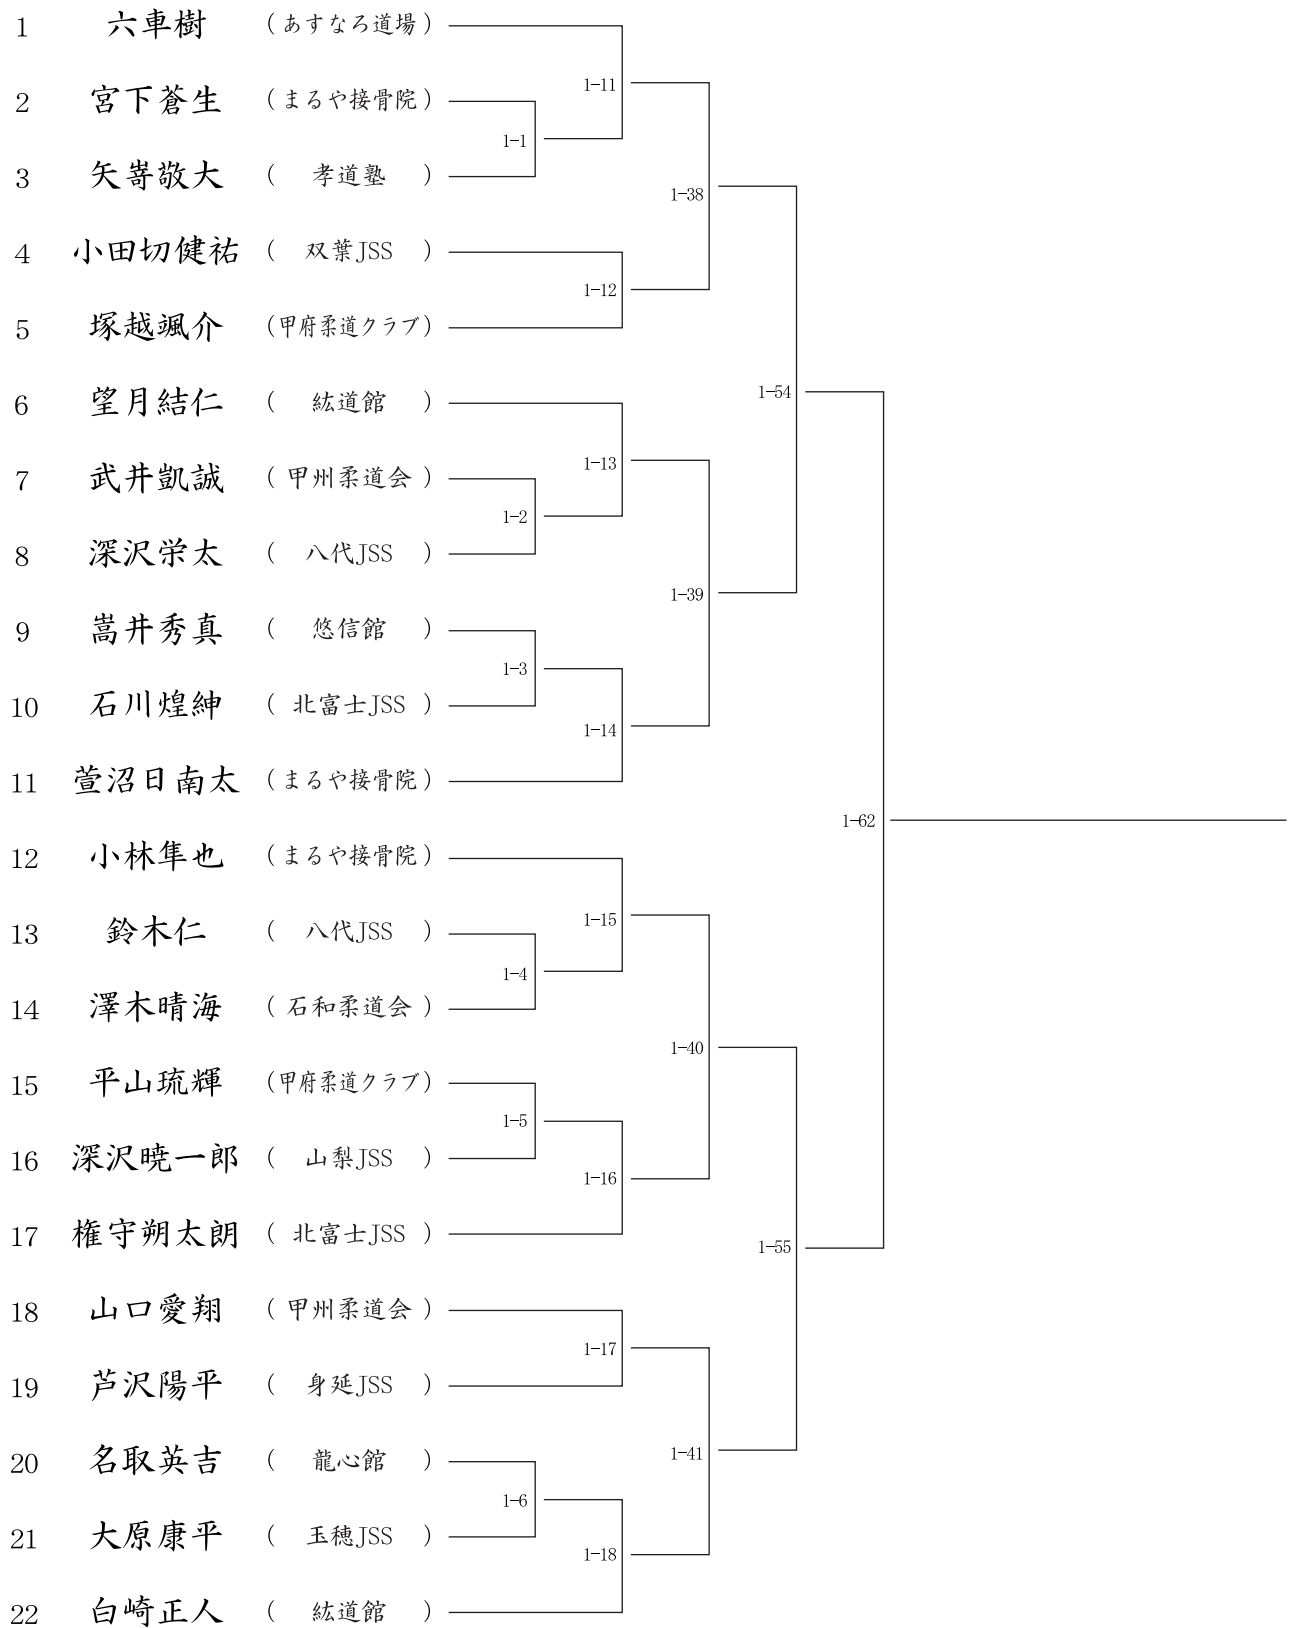 1 六車樹 （あすなろ道場）
1-11
2 宮下蒼生 （まるや接骨院）
1-1
3 矢嵜敬大 （ 孝道塾 ）
1-38
4 小田切健祐 （ 双葉JSS ）
1-12
5 塚越颯介 （甲府柔道クラブ）
1-54
6 望月結仁 （ 紘道館 ）
1-13
7 武井凱誠 （ 甲州柔道会 ）
1-2
8 深沢栄太 （ 八代JSS ）
1-39
9 嵩井秀真 （ 悠信館 ）
1-3
10 石川煌紳 （ 北富士JSS ）
1-14
11 萱沼日南太 （まるや接骨院）
1-62
12 小林隼也 （まるや接骨院）
1-15
13 鈴木仁 （ 八代JSS ）
1-4
14 澤木晴海 （ 石和柔道会 ）
1-40
15 平山琉輝 （甲府柔道クラブ）
1-5
16 深沢暁一郎 （ 山梨JSS ）
1-16
17 権守朔太朗 （ 北富士JSS ）
1-55
18 山口愛翔 （ 甲州柔道会 ）
1-17
19 芦沢陽平 （ 身延JSS ）
1-41
20 名取英吉 （ 龍心館 ）
1-6
21 大原康平 （ 玉穂JSS ）
1-18
22 白崎正人 （ 紘道館 ）